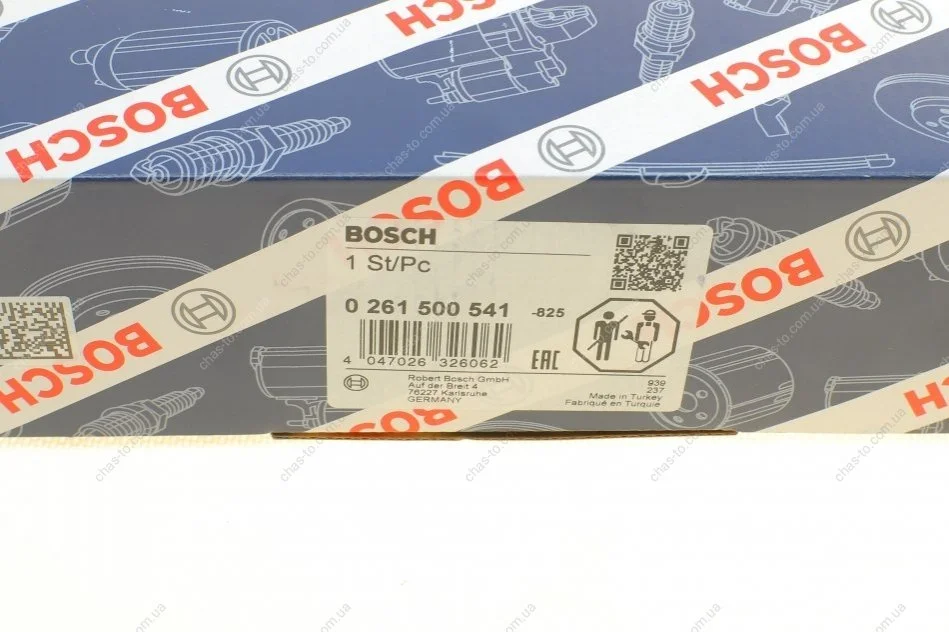 BOSCH
BOSCH
BOSCH
BOSCH
BOSCH
BOSCH
BOSCH
BOSCH
1 St/Pc
0 261 500 541 -825
4 047026 326062
EAC
Robert Bosch GmbH
Auf der Breit 4
76227 Karlsruhe
GERMANY
939
237
Made in Turkey
Fabriqué en Turquie
BOSCH
chas-to.com.ua